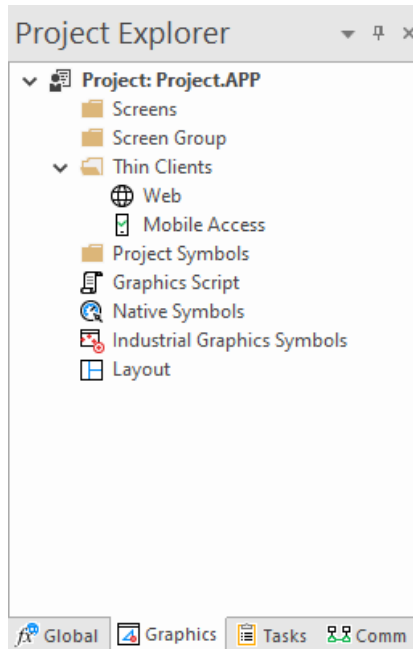 Project Explorer
Project: Project.APP
Screens
Screen Group
Thin Clients
Web
Mobile Access
Project Symbols
Graphics Script
Native Symbols
Industrial Graphics Symbols
Layout
fx Global Graphics Tasks Comm